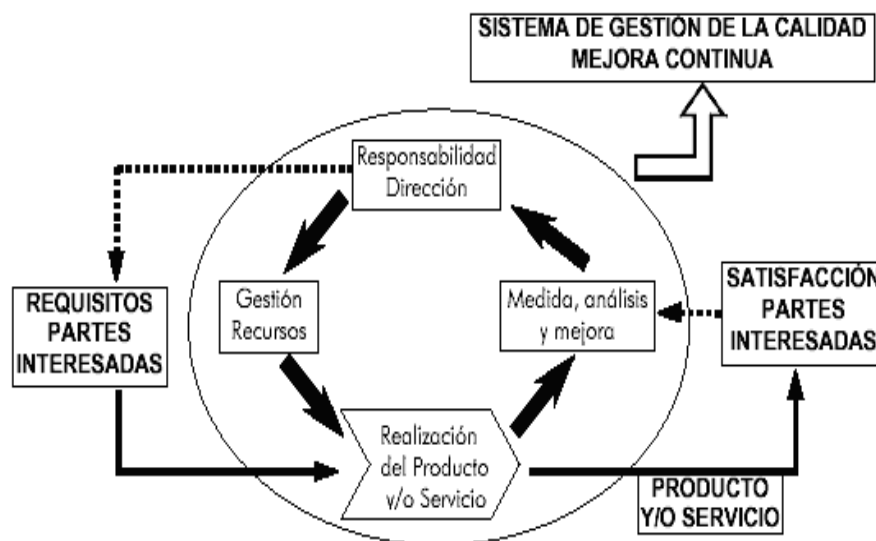 SISTEMA DE GESTIÓN DE LA CALIDAD
MEJORA CONTINUA
Responsabilidad
Dirección
REQUISITOS
PARTES
INTERESADAS
Gestión
Recursos
Medida, análisis
y mejora
SATISFACCIÓN
PARTES
INTERESADAS
Realización
del Producto
y/o Servicio
PRODUCTO
Y/O SERVICIO